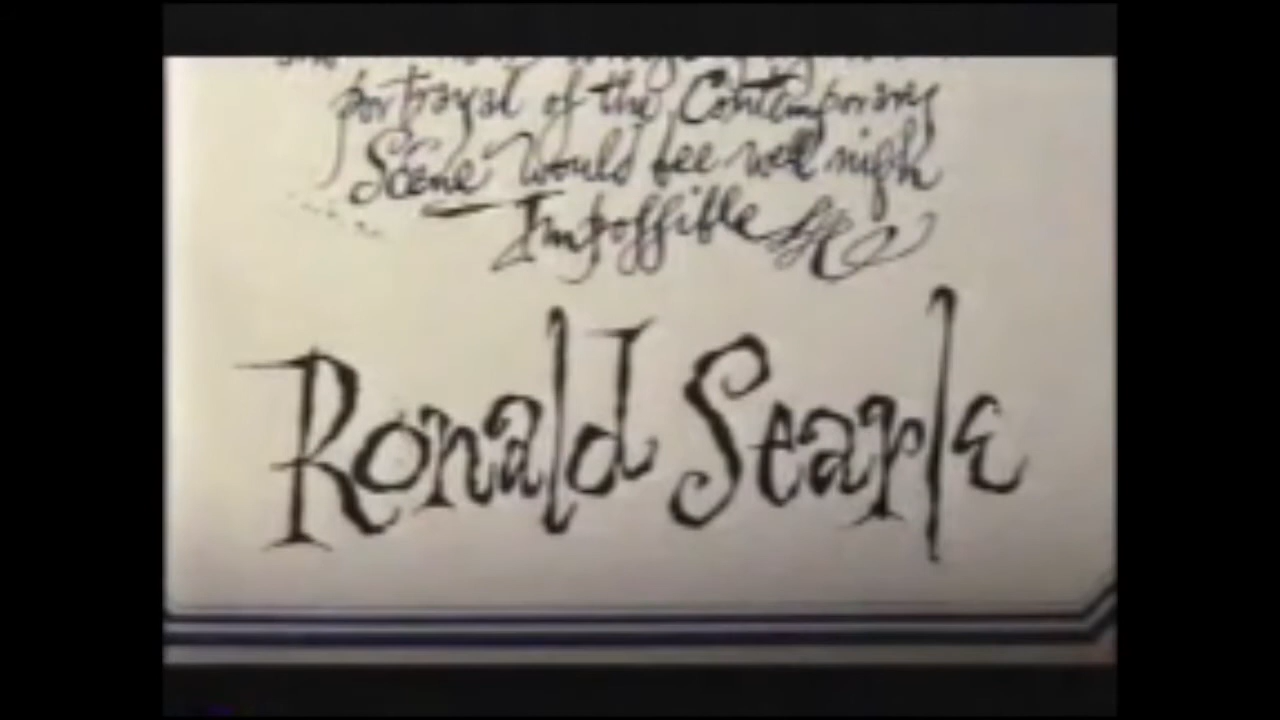 portrayal of the Contemporary
Scene would bee well nigh
Impoſſible
Ronald Searle